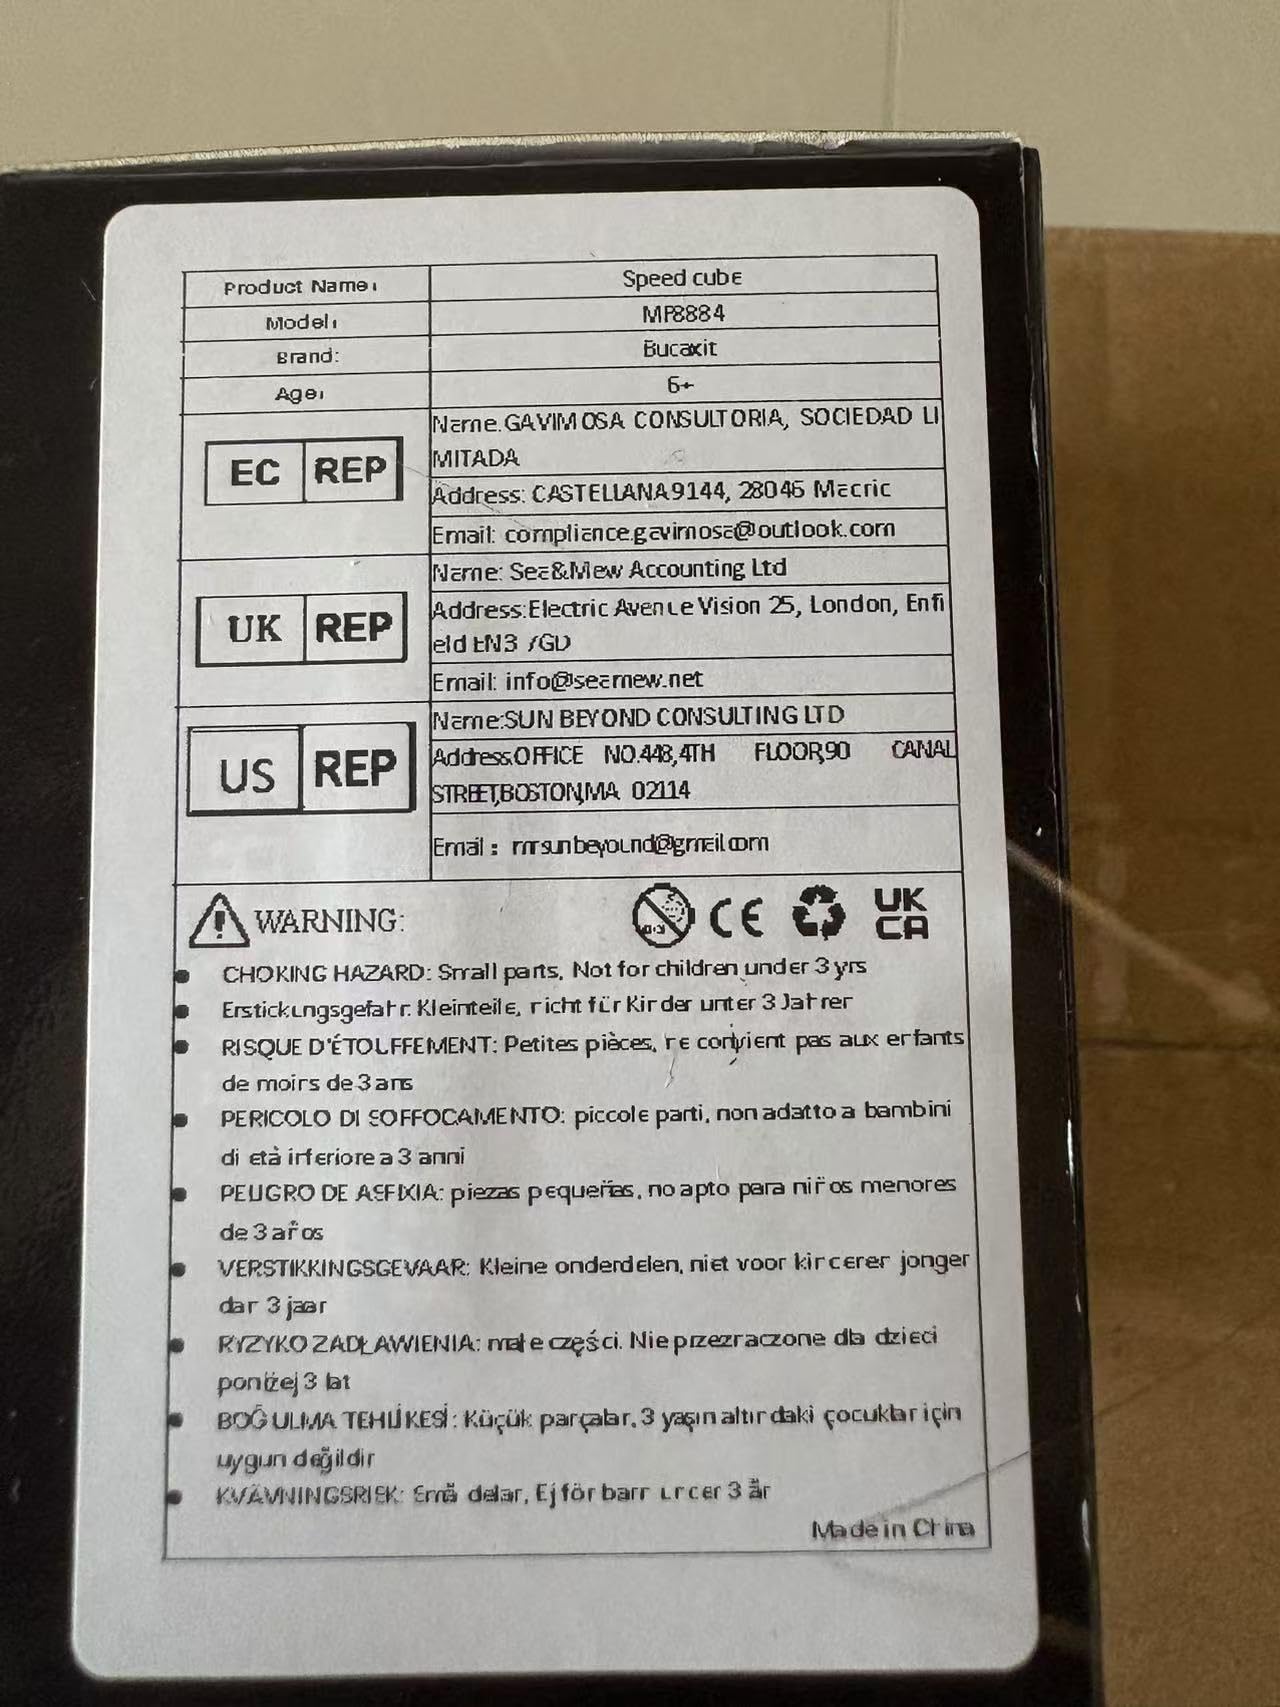 Product Name:
Speed cube
Model:
MP8884
Brand:
Bucaxit
Age:
6+
EC REP
Name:GAVIMOSA CONSULTORIA, SOCIEDAD LI
MITADA
Address: CASTELLANA9144, 28046 Madrid
Email: compliance.gavimosa@outlook.com
UK REP
Name: Sea&Mew Accounting Ltd
Address:Electric Avenue Vision 25, London, Enfi
eld EN3 7GD
Email: info@seamew.net
US REP
Name:SUN BEYOND CONSULTING LTD
Address:OFFICE NO.448,4TH FLOOR,90 CANAL
STREET,BOSTON,MA 02114
Email: mrsunbeyound@gmail.com
WARNING:
CE
UK
CA
CHOKING HAZARD: Small parts, Not for children under 3 yrs
Erstickungsgefahr: Kleinteile, nicht für Kinder unter 3 Jahren
RISQUE D'ÉTOUFFEMENT: Petites pièces, ne convient pas aux enfants
de moins de 3 ans
PERICOLO DI SOFFOCAMENTO: piccole parti, non adatto a bambini
di età inferiore a 3 anni
PELIGRO DE ASFIXIA: piezas pequeñas, no apto para niños menores
de 3 años
VERSTIKKINGSGEVAAR: Kleine onderdelen, niet voor kinderen jonger
dan 3 jaar
RYZYKO ZADŁAWIENIA: małe części. Nie przezraczone dla dzieci
poniżej 3 lat
BOĞULMA TEHLİKESİ: Küçük parçalar, 3 yaşın altındaki çocuklar için
uygun değildir
KVÄVNINGSRISK: Små delar, Ej för barn under 3 år
Made in China